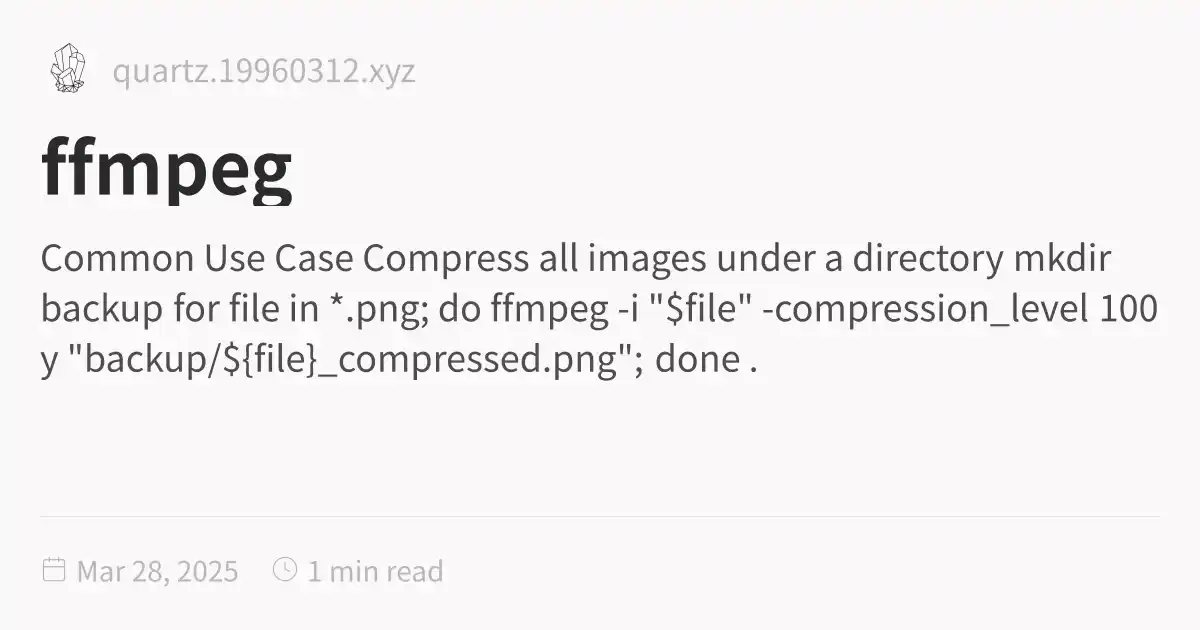 quartz.19960312.xyz
ffmpeg
Common Use Case Compress all images under a directory mkdir
backup for file in *.png; do ffmpeg -i "$file" -compression_level 100
y "backup/${file}_compressed.png"; done .
Mar 28, 2025 1 min read